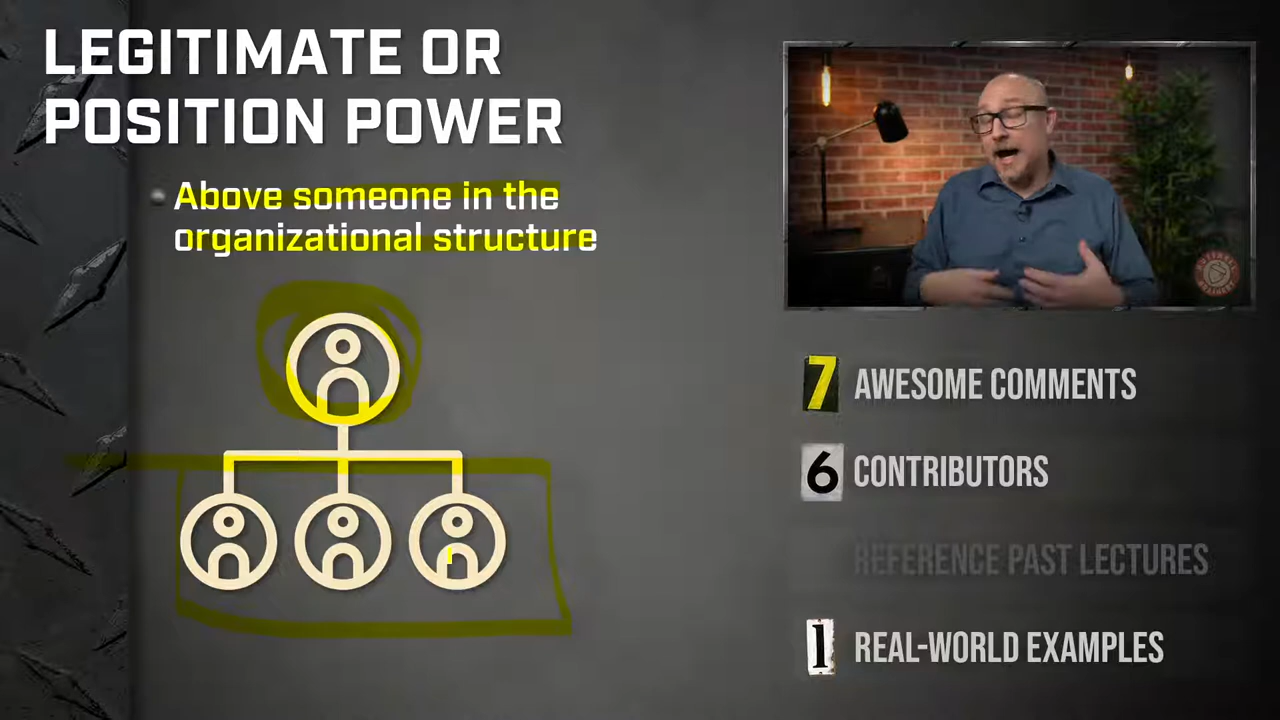 LEGITIMATE OR
POSITION POWER
Above someone in the
organizational structure
7 AWESOME COMMENTS
6 CONTRIBUTORS
REFERENCE PAST LECTURES
1 REAL-WORLD EXAMPLES